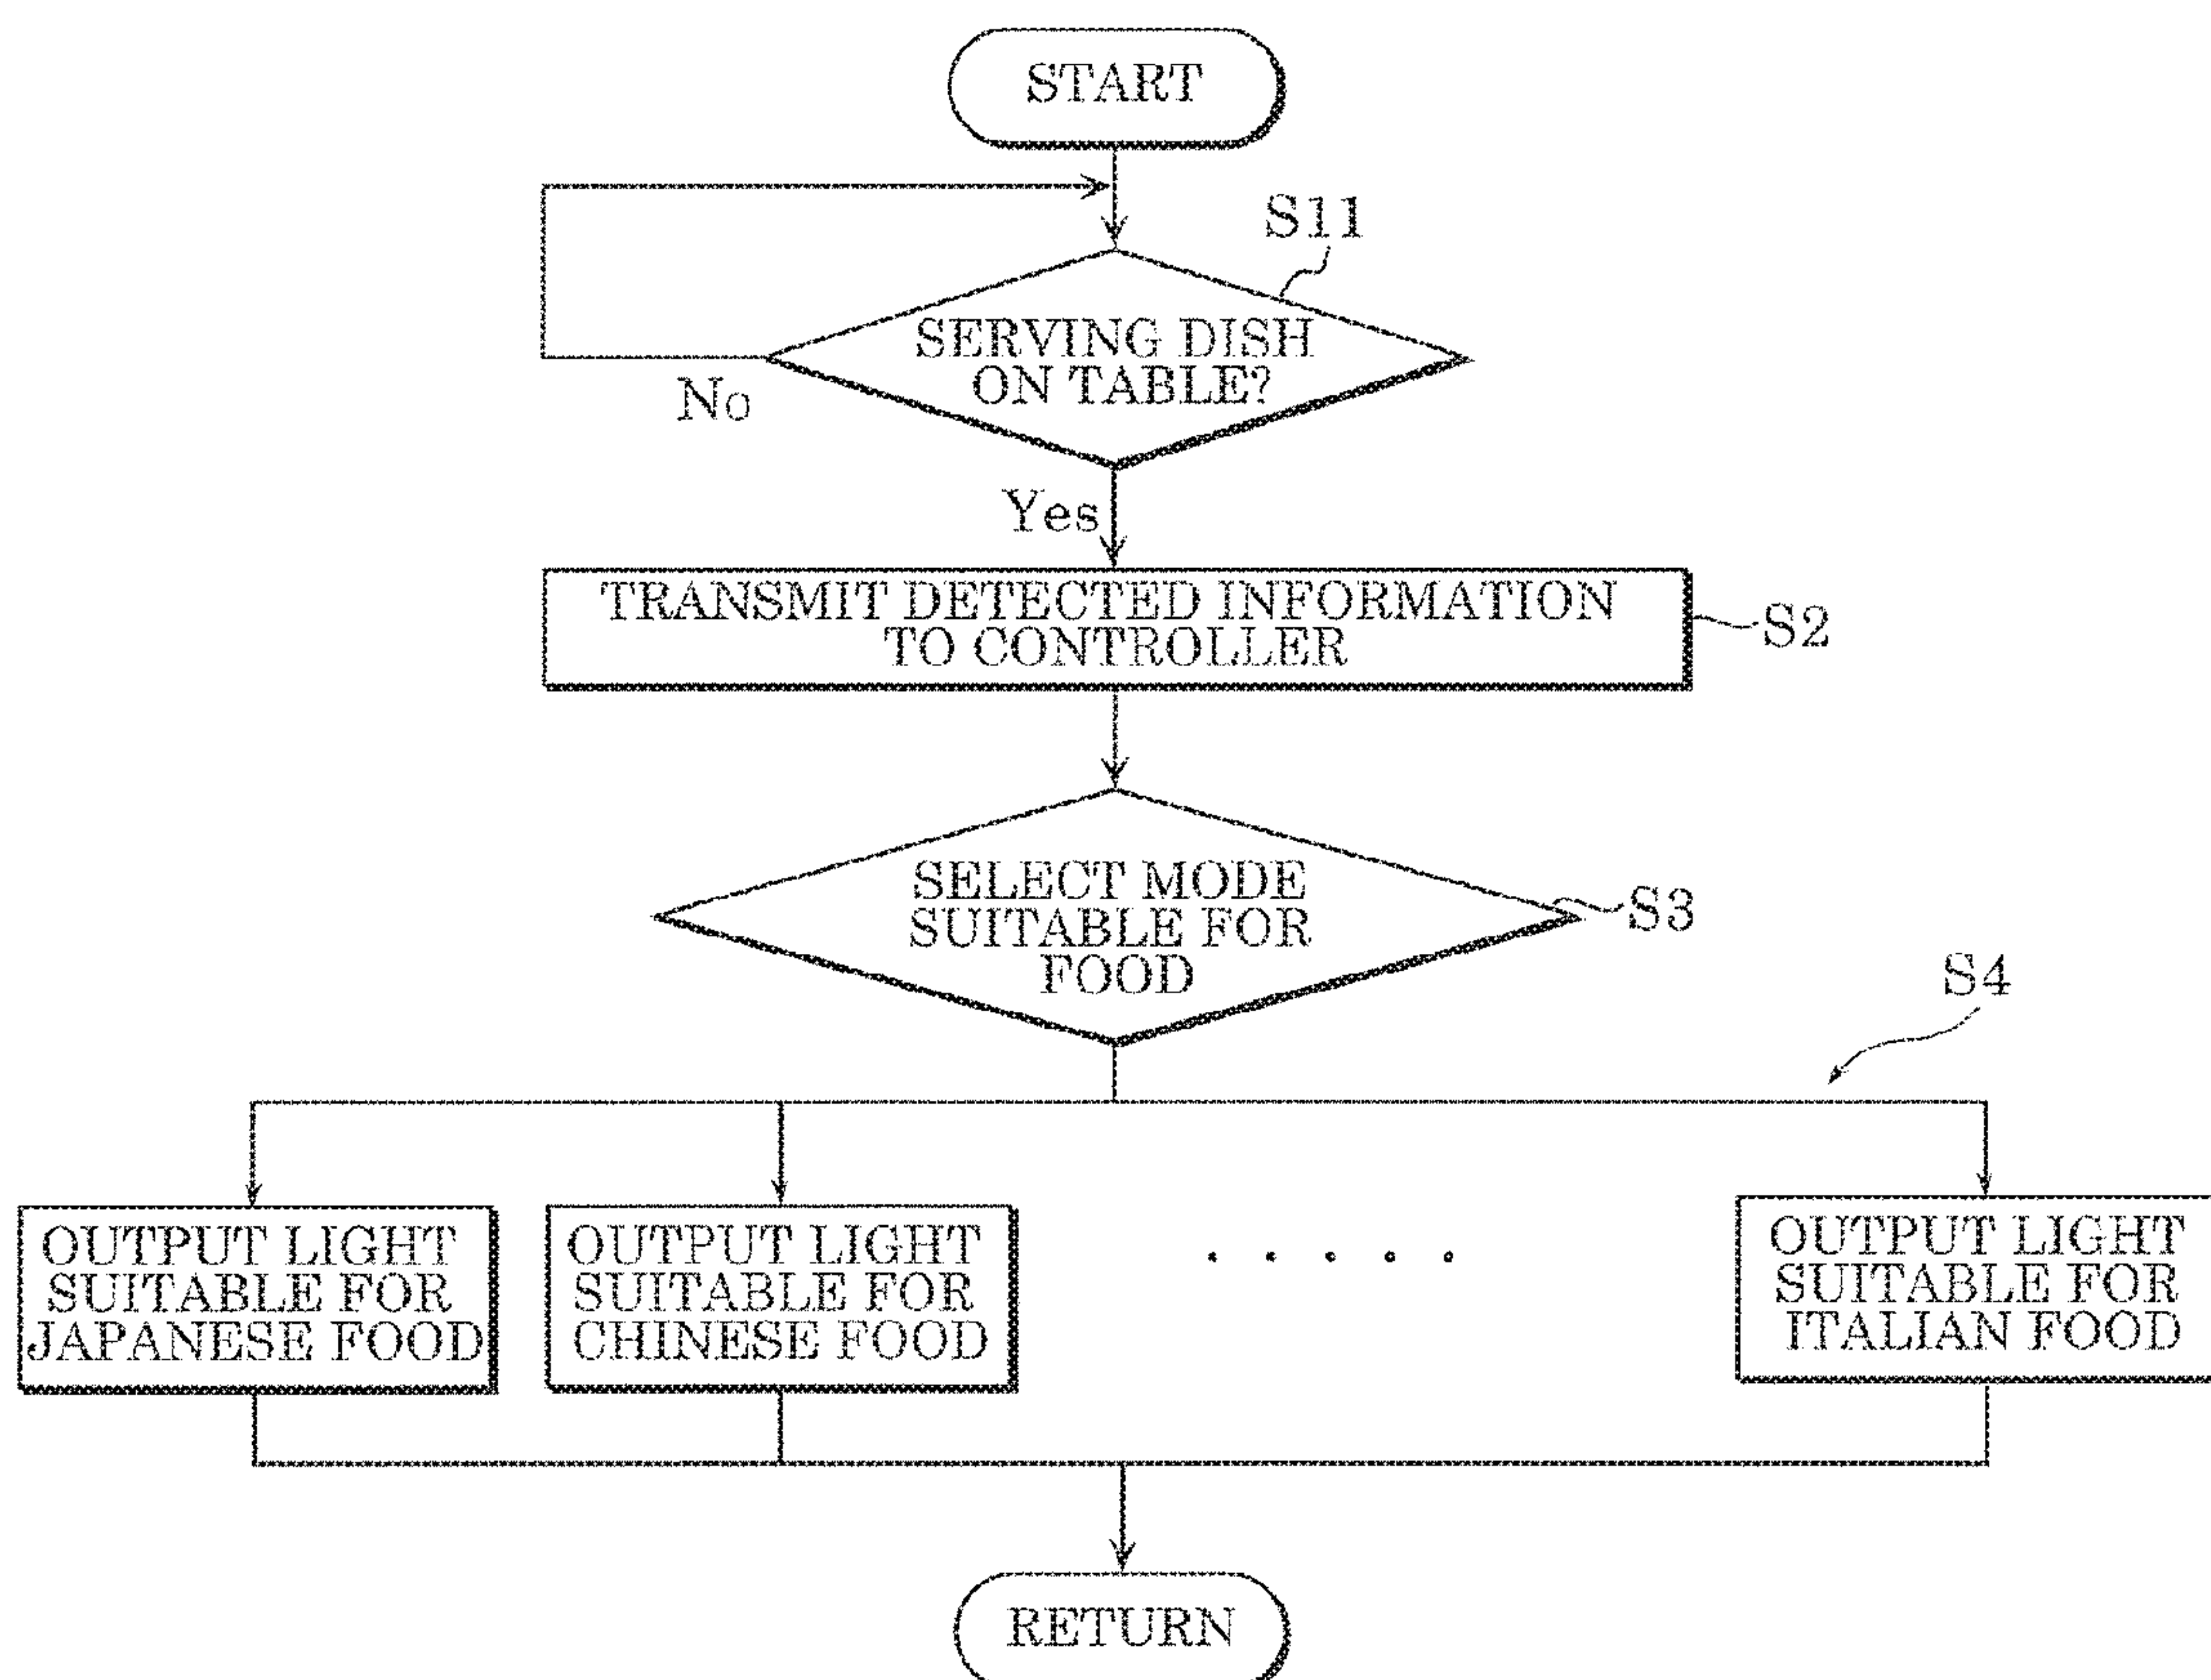 START
S11
SERVING DISH
ON TABLE?
No
Yes
TRANSMIT DETECTED INFORMATION
TO CONTROLLER
S2
SELECT MODE
SUITABLE FOR
FOOD
S3
S4
OUTPUT LIGHT
SUITABLE FOR
JAPANESE FOOD
OUTPUT LIGHT
SUITABLE FOR
CHINESE FOOD
. . . . .
OUTPUT LIGHT
SUITABLE FOR
ITALIAN FOOD
RETURN